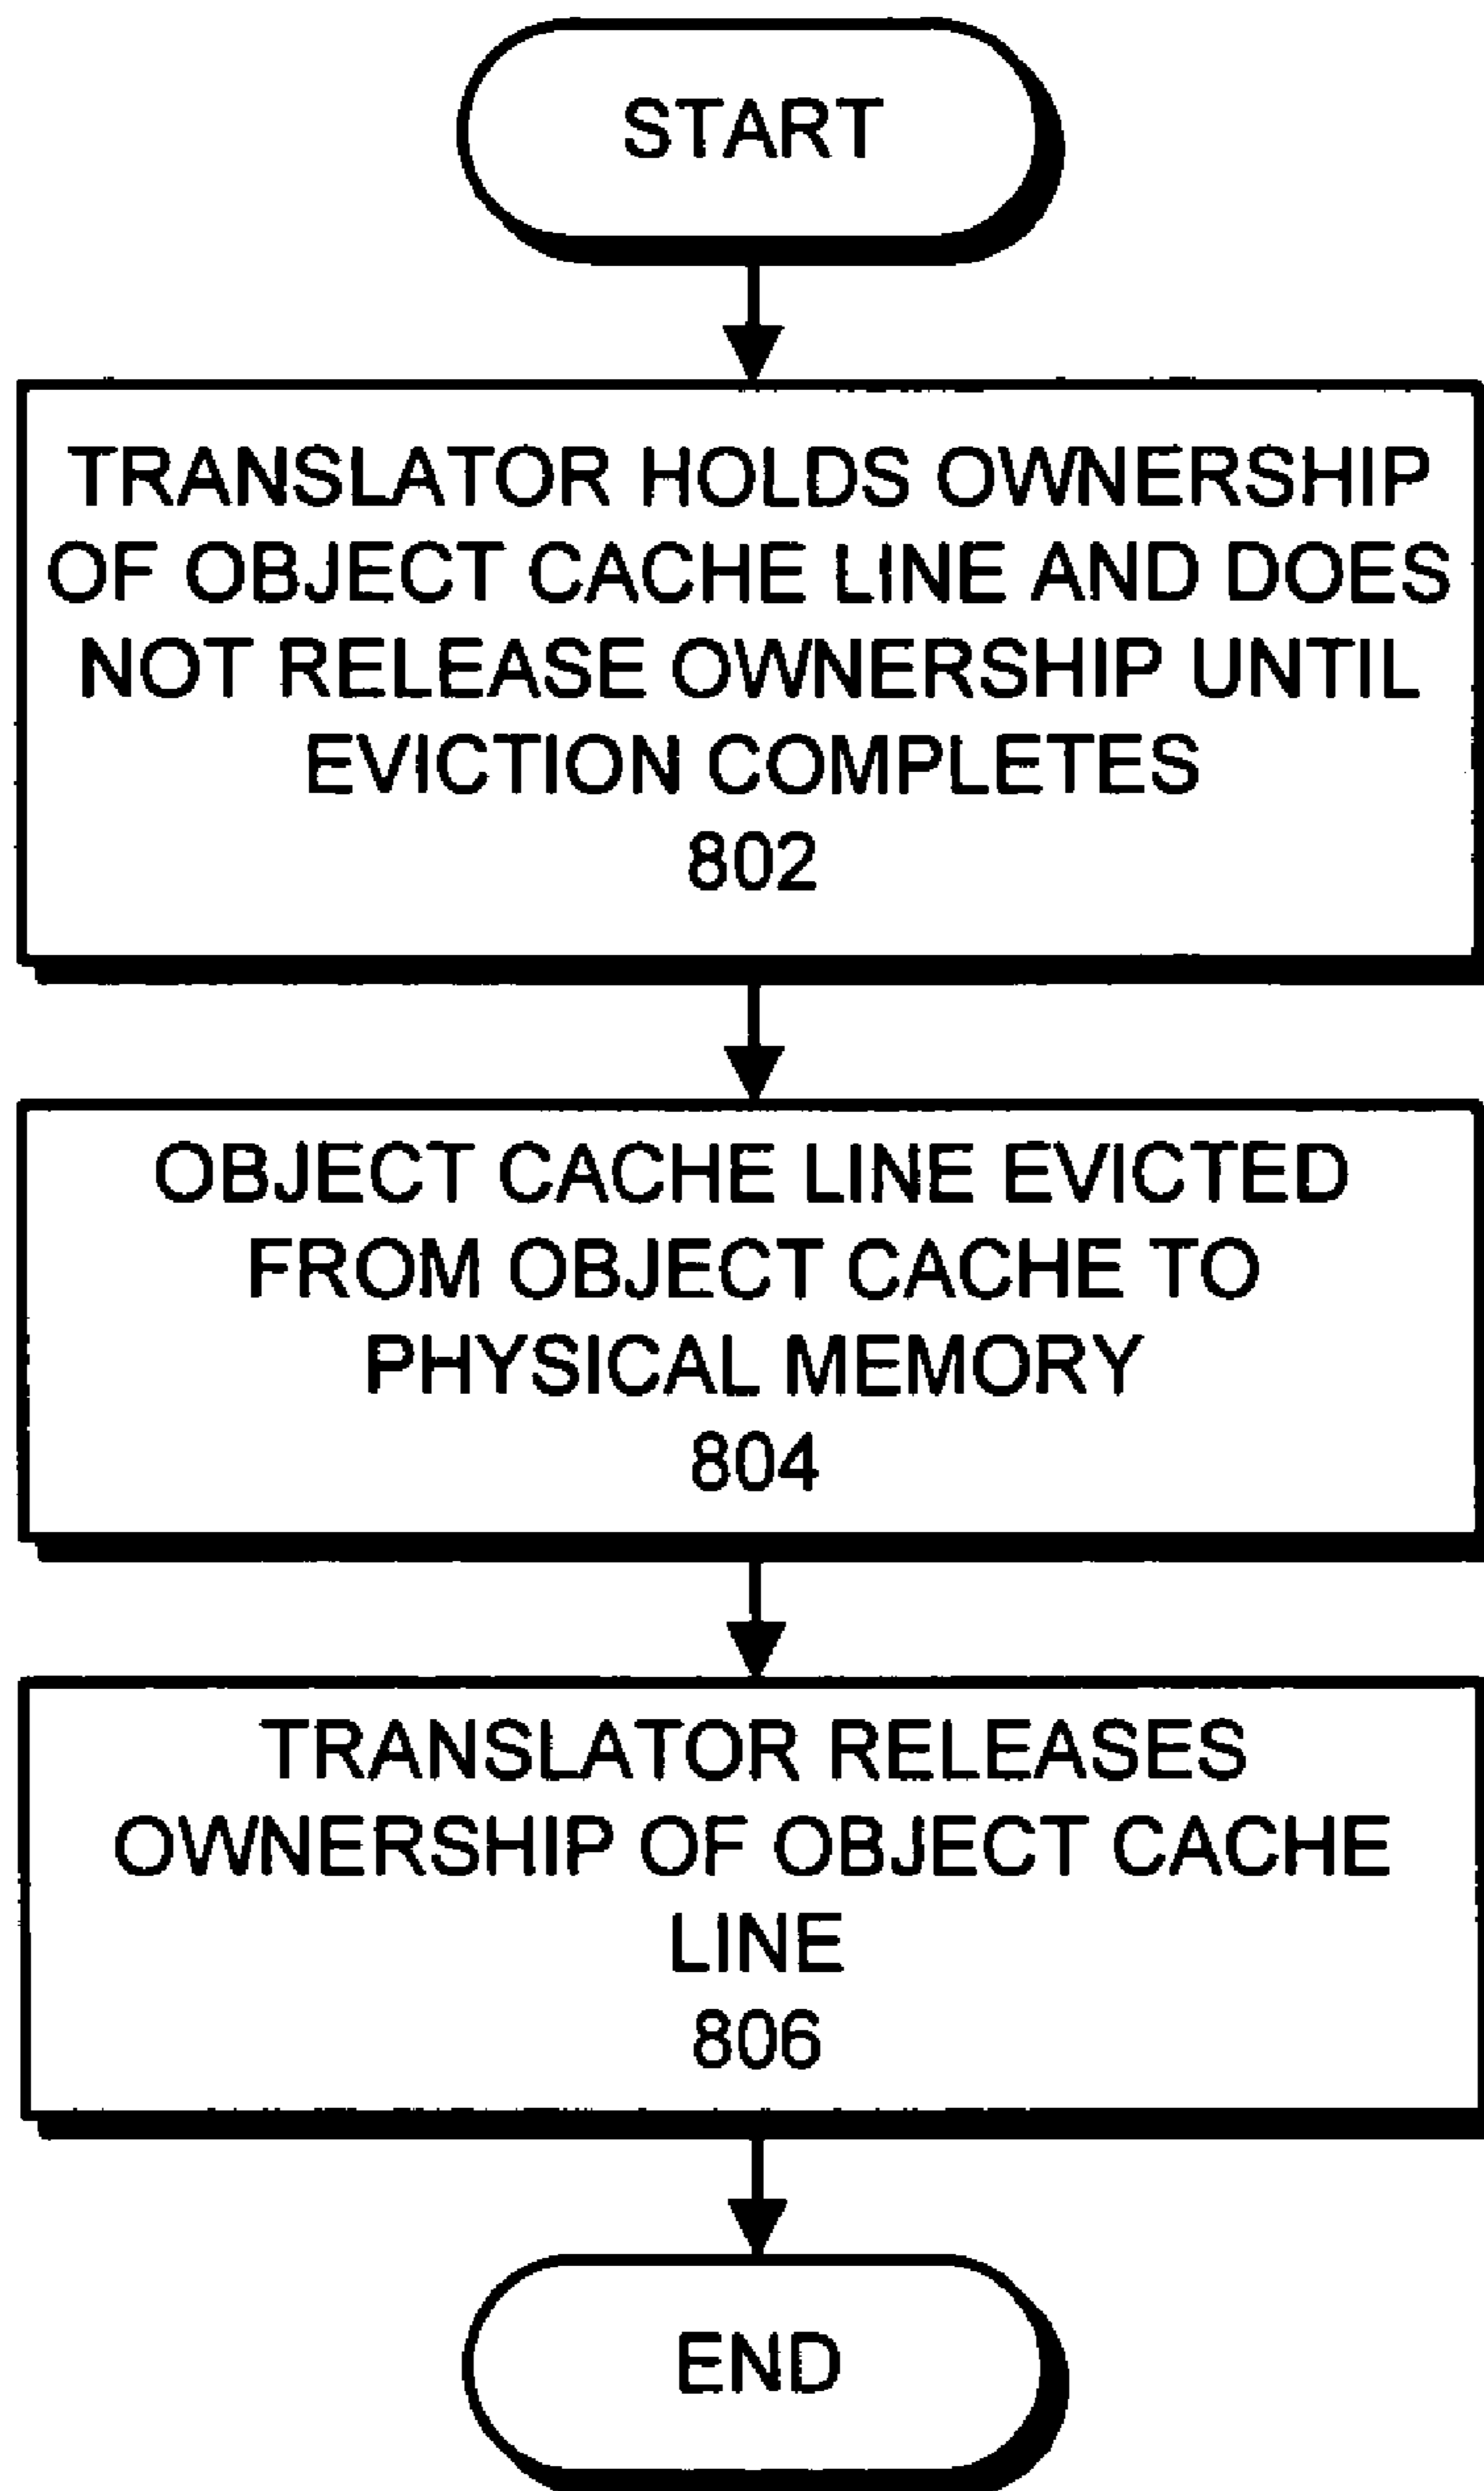 START
TRANSLATOR HOLDS OWNERSHIP
OF OBJECT CACHE LINE AND DOES
NOT RELEASE OWNERSHIP UNTIL
EVICTION COMPLETES
802
OBJECT CACHE LINE EVICTED
FROM OBJECT CACHE TO
PHYSICAL MEMORY
804
TRANSLATOR RELEASES
OWNERSHIP OF OBJECT CACHE
LINE
806
END